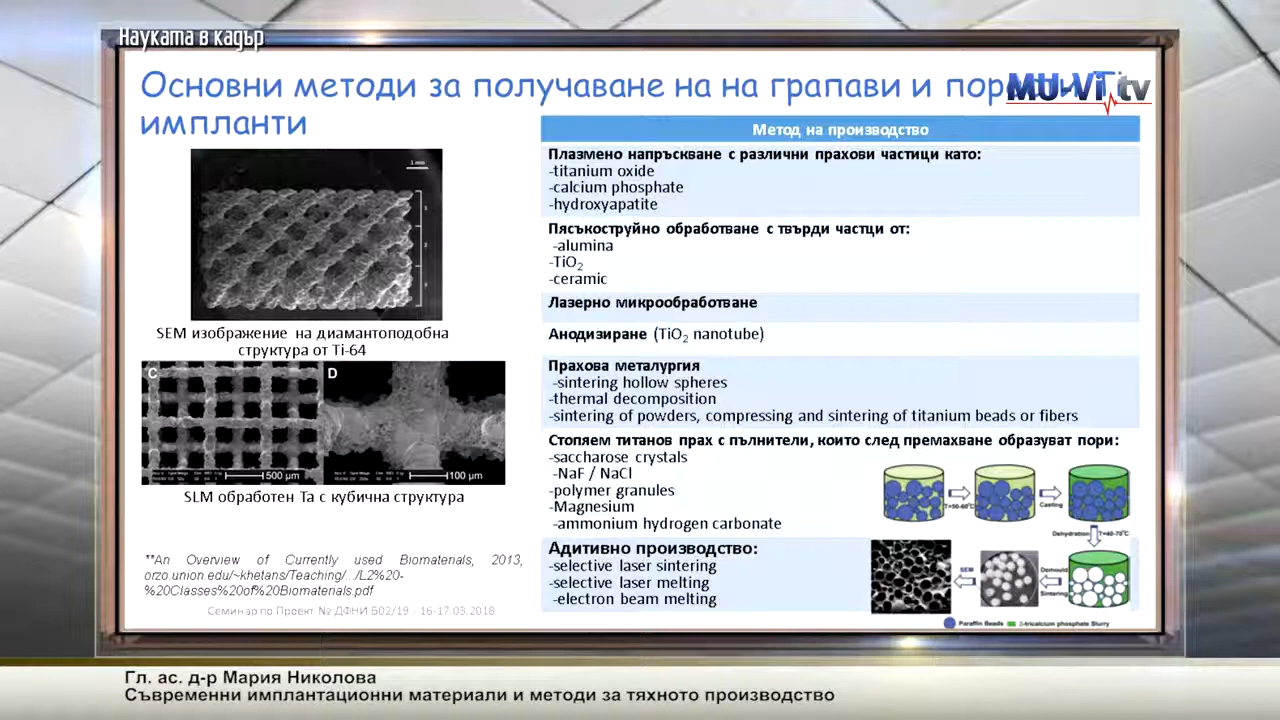 Науката в кадър
Основни методи за получаване на на грапави и пор
импланти
MU-VI tv
1 mm
1
2
SEM изображение на диамантоподобна
структура от Ti-64
C
D
500 µm
100 µm
SLM обработен Ta с кубична структура
**An Overview of Currently used Biomaterials, 2013,
orzo.union.edu/~khetans/Teaching/.../L2%20-
%20Classes%20of%20Biomaterials.pdf
Семинар по Проект № ДФНИ Б02/19 - 16-17.03.2018
Метод на производство
Плазмено напръскване с различни прахови частици като:
-titanium oxide
-calcium phosphate
-hydroxyapatite
Пясъкоструйно обработване с твърди частци от:
-alumina
-TiO₂
-ceramic
Лазерно микрообработване
Анодизиране (TiO₂ nanotube)
Прахова металургия
-sintering hollow spheres
-thermal decomposition
-sintering of powders, compressing and sintering of titanium beads or fibers
Стопяем титанов прах с пълнители, които след премахване образуват пори:
-saccharose crystals
-NaF / NaCl
-polymer granules
-Magnesium
-ammonium hydrogen carbonate
Адитивно производство:
-selective laser sintering
-selective laser melting
-electron beam melting
T=56-60°C
Casting
Dehydration
T=40-70°C
SEM
Demould
Sintering
Paraffin Beads
β-tricalcium phosphate Slurry
Гл. ас. д-р Мария Николова
Съвременни имплантационни материали и методи за тяхното производство